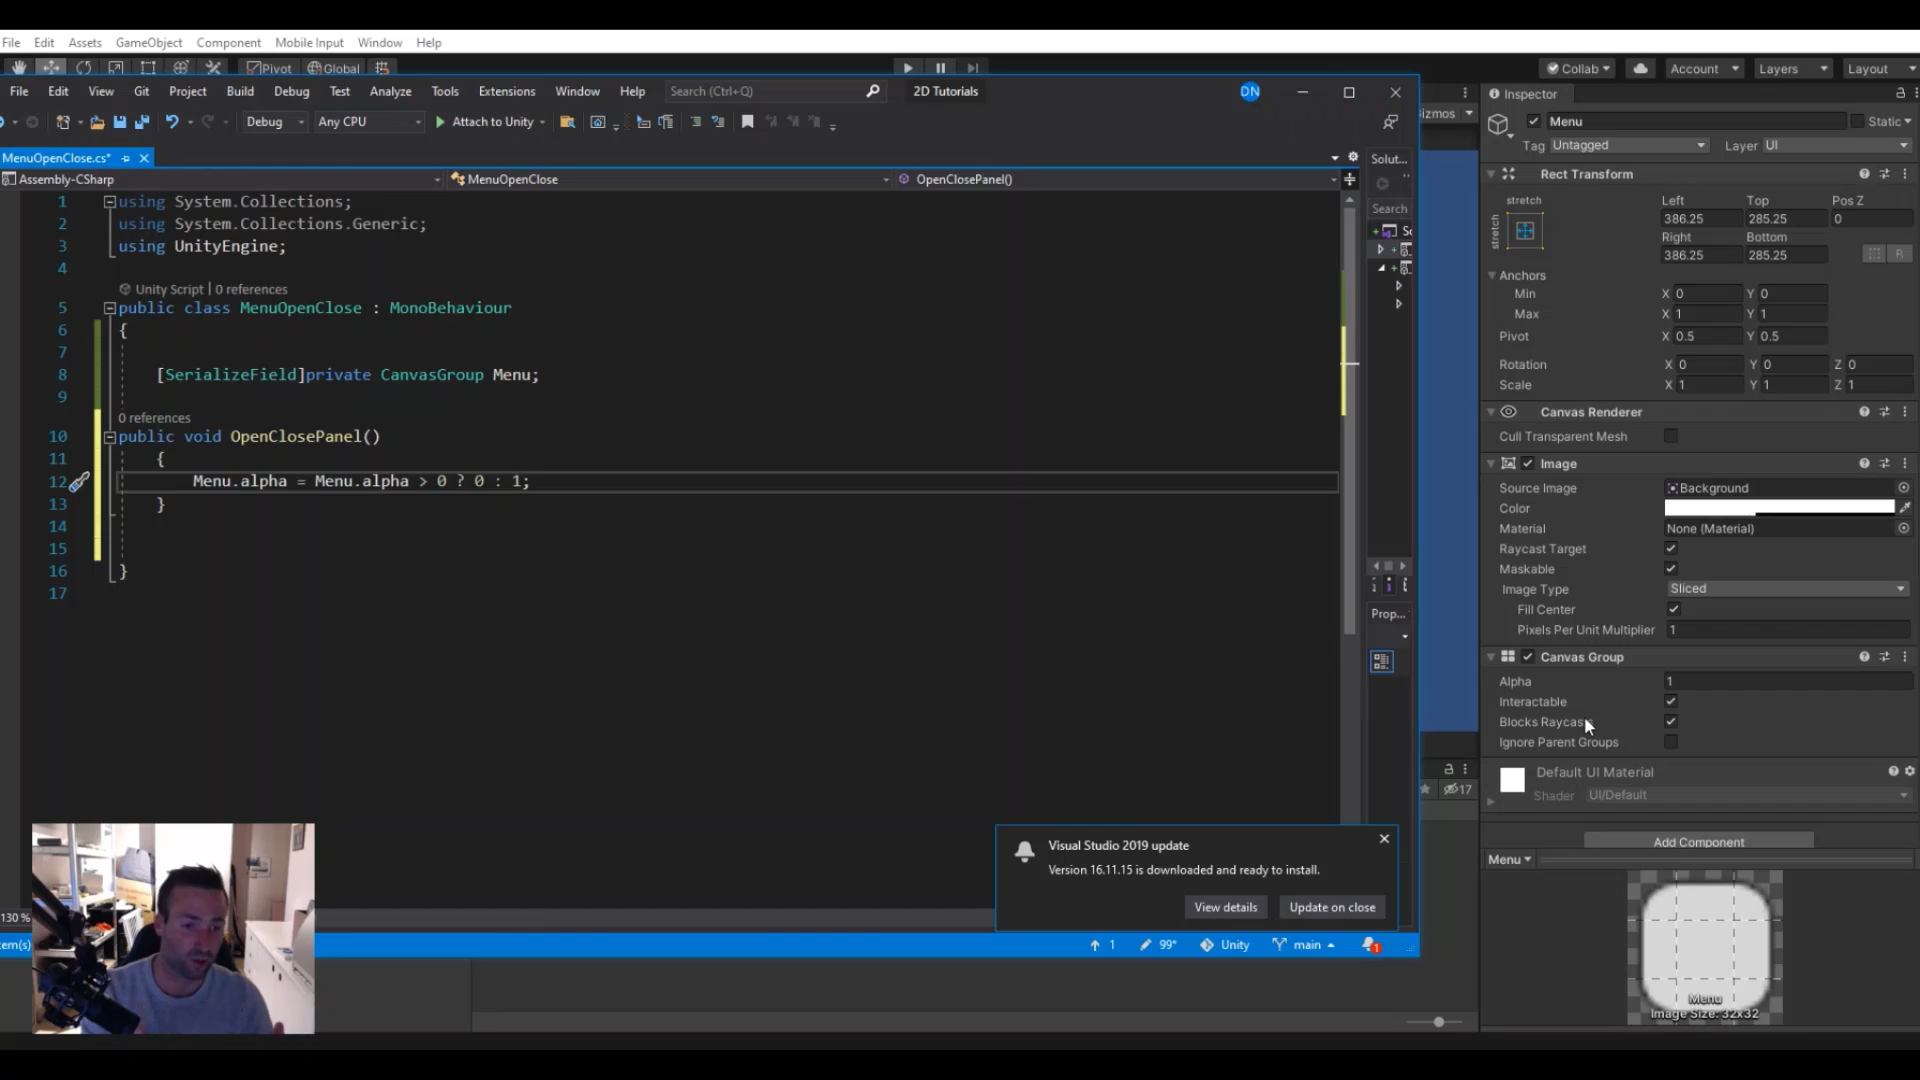 File Edit Assets GameObject Component Mobile Input Window Help
Pivot Global Collab Account Layers Layout
File Edit View Git Project Build Debug Test Analyze Tools Extensions Window Help Search (Ctrl+Q) 2D Tutorials DN
Debug Any CPU Attach to Unity
MenuOpenClose.cs*
Assembly-CSharp MenuOpenClose OpenClosePanel()
1 using System.Collections;
2 using System.Collections.Generic;
3 using UnityEngine;
4
Unity Script | 0 references
5 public class MenuOpenClose : MonoBehaviour
6 {
7
8 [SerializeField]private CanvasGroup Menu;
9
0 references
10 public void OpenClosePanel()
11 {
12 Menu.alpha = Menu.alpha > 0 ? 0 : 1;
13 }
14
15
16 }
17
130 %
Solut...
Search
Prop...
Visual Studio 2019 update
Version 16.11.15 is downloaded and ready to install.
View details Update on close
1 99* Unity main 1
Inspector
Menu Static
Tag Untagged Layer UI
Rect Transform
stretch Left Top Pos Z
stretch 386.25 285.25 0
Right Bottom
386.25 285.25 R
Anchors
Min X 0 Y 0
Max X 1 Y 1
Pivot X 0.5 Y 0.5
Rotation X 0 Y 0 Z 0
Scale X 1 Y 1 Z 1
Canvas Renderer
Cull Transparent Mesh
Image
Source Image Background
Color
Material None (Material)
Raycast Target
Maskable
Image Type Sliced
Fill Center
Pixels Per Unit Multiplier 1
Canvas Group
Alpha 1
Interactable
Blocks Raycas
Ignore Parent Groups
Default UI Material
Shader UI/Default
17
Add Component
Menu
Menu
Image Size: 32x32